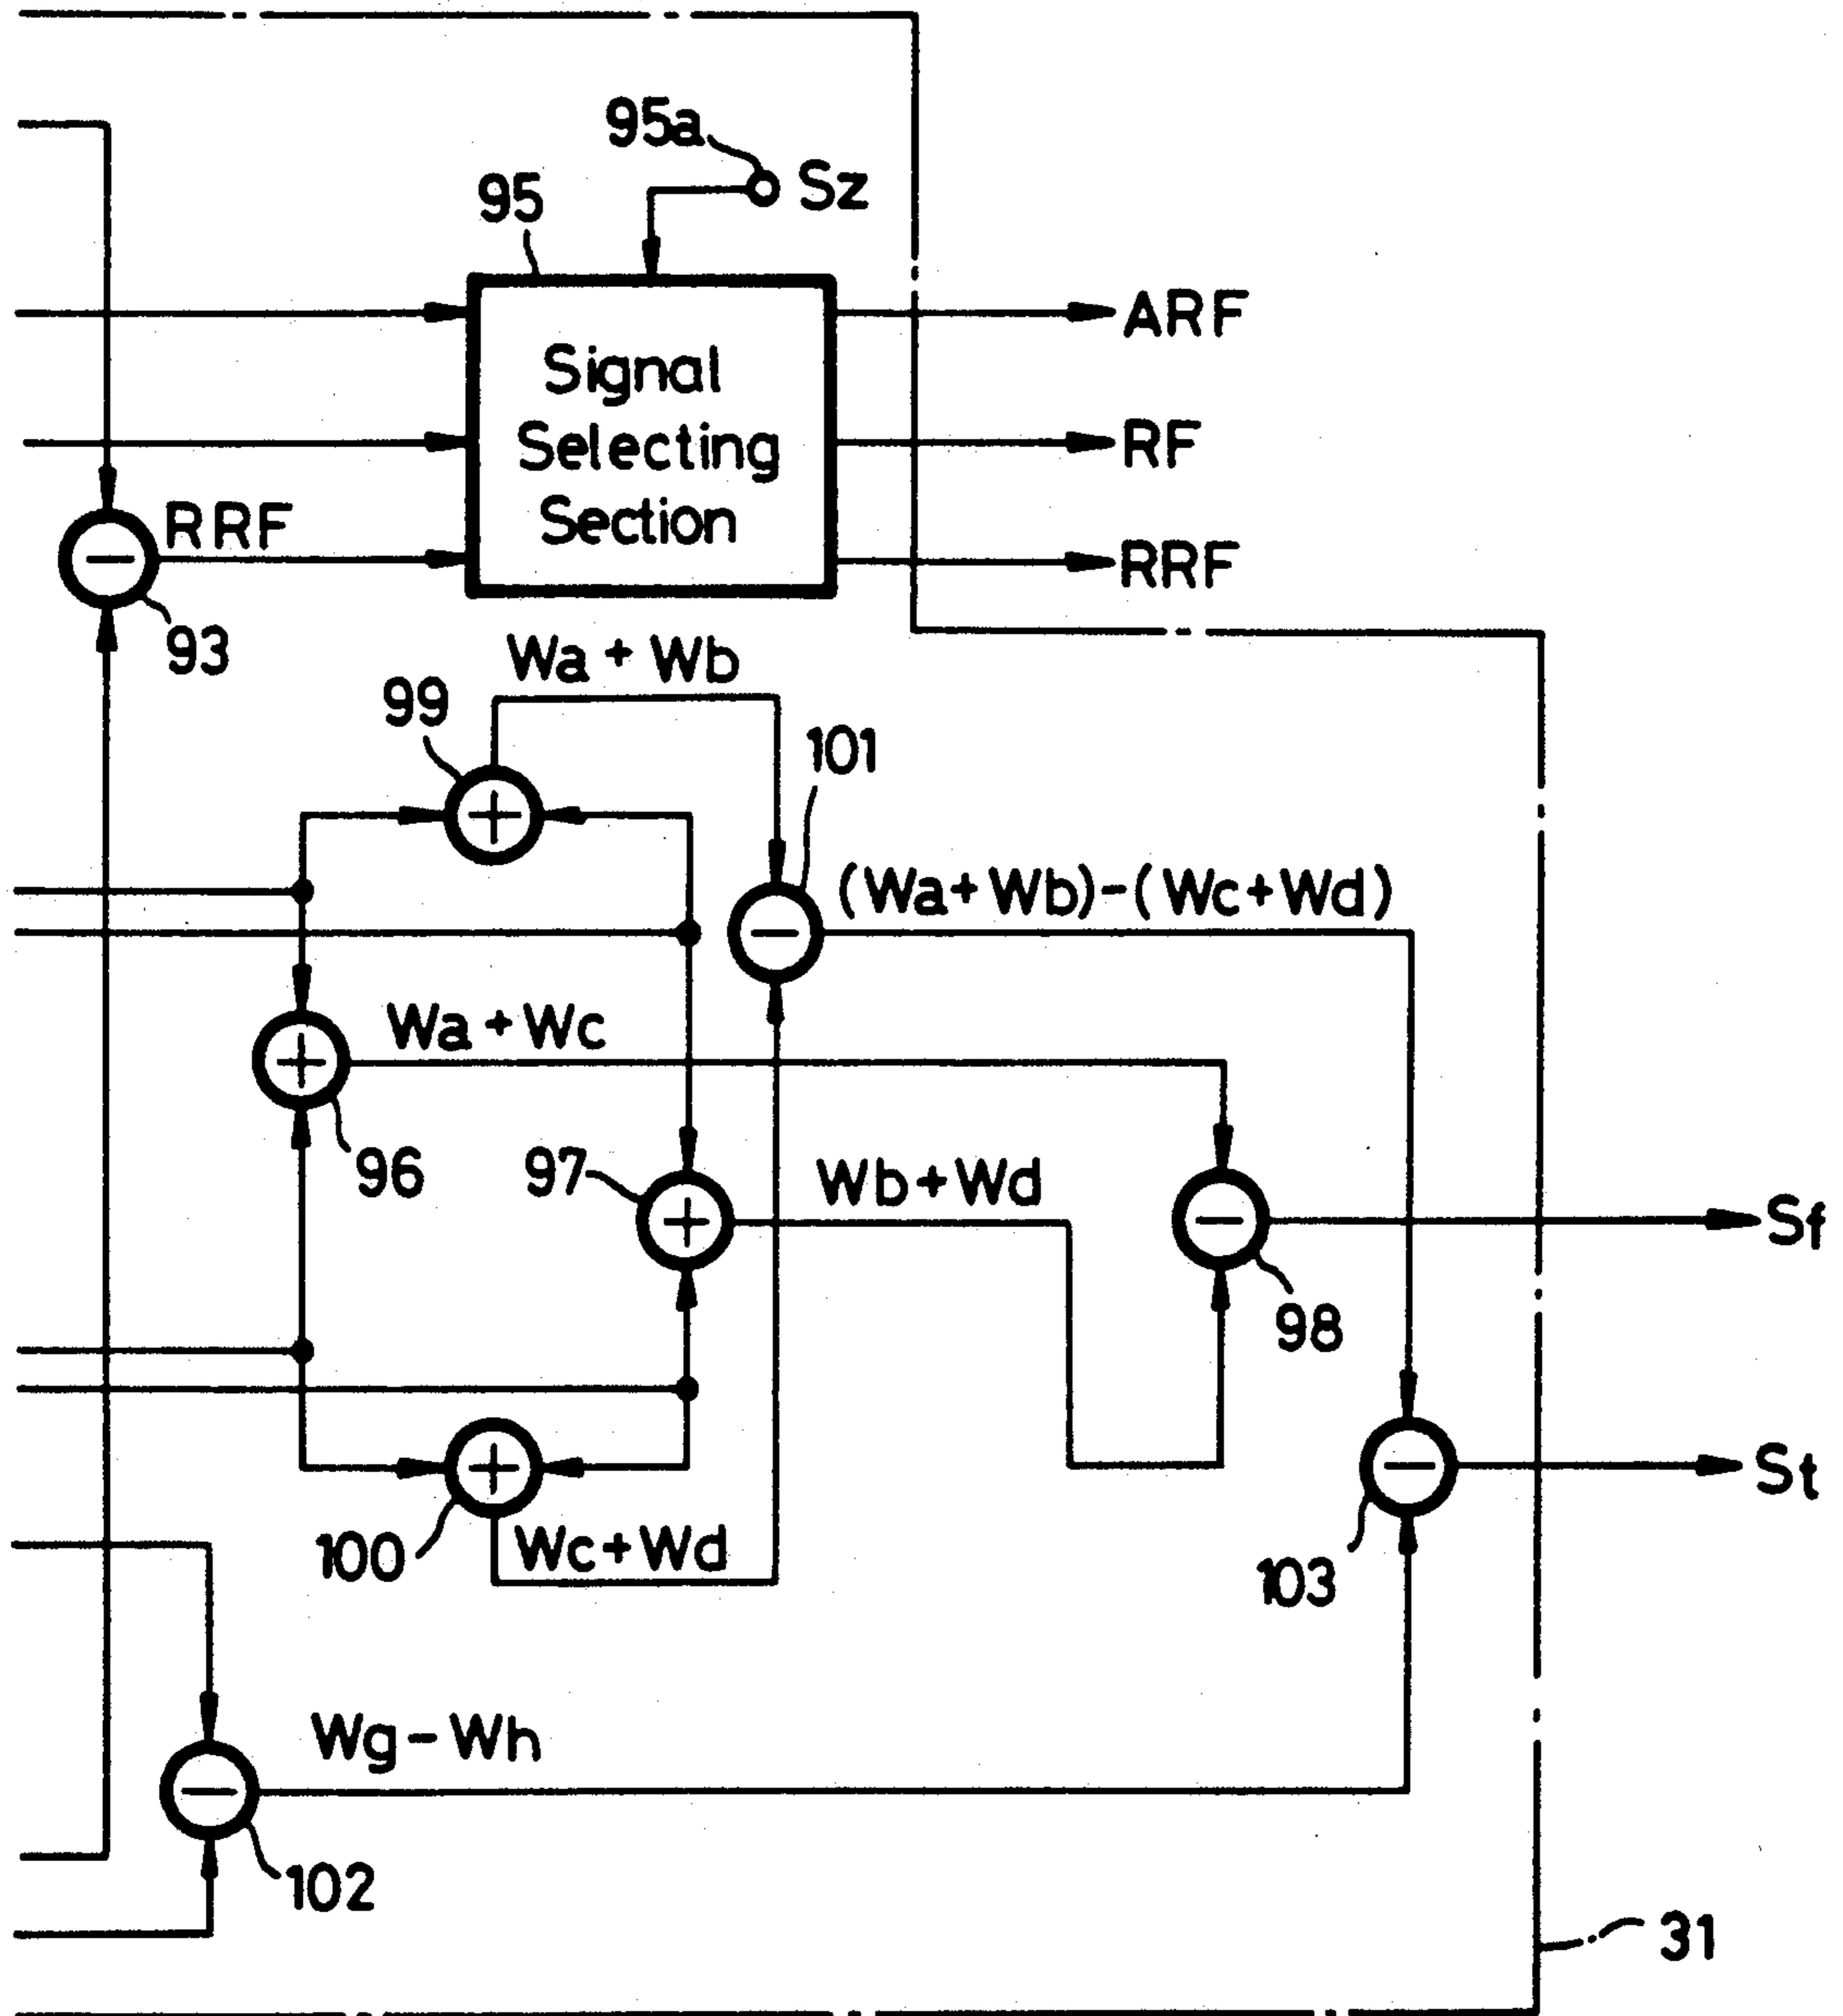 95a
Sz
95
ARF
Signal
Selecting
Section
RF
RRF
RRF
93
Wa + Wb
99
101
(Wa+Wb)-(Wc+Wd)
Wa + Wc
96
97
Wb+Wd
Sf
98
St
100
Wc+Wd
103
Wg-Wh
102
31